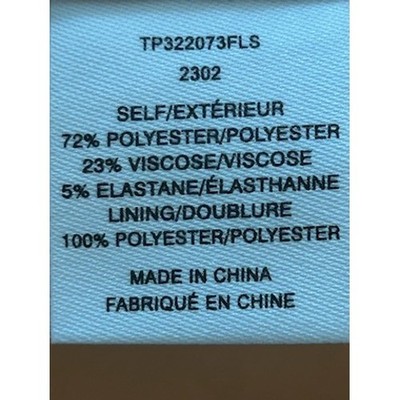 TP322073FLS
2302
SELF/EXTÉRIEUR
72% POLYESTER/POLYESTER
23% VISCOSE/VISCOSE
5% ELASTANE/ÉLASTHANNE
LINING/DOUBLURE
100% POLYESTER/POLYESTER
MADE IN CHINA
FABRIQUÉ EN CHINE